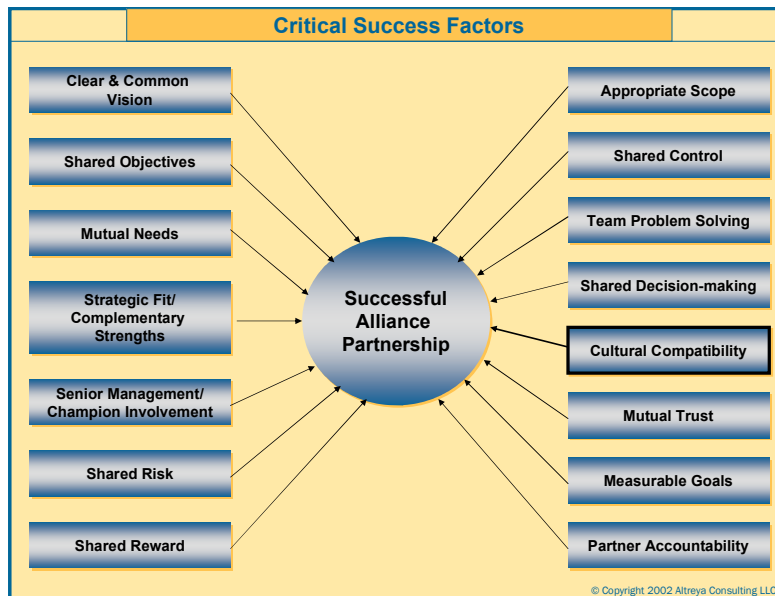 Critical Success Factors
Clear & Common
Vision
Shared Objectives
Mutual Needs
Strategic Fit/
Complementary
Strengths
Senior Management/
Champion Involvement
Shared Risk
Shared Reward
Successful
Alliance
Partnership
Appropriate Scope
Shared Control
Team Problem Solving
Shared Decision-making
Cultural Compatibility
Mutual Trust
Measurable Goals
Partner Accountability
© Copyright 2002 Altreya Consulting LLC